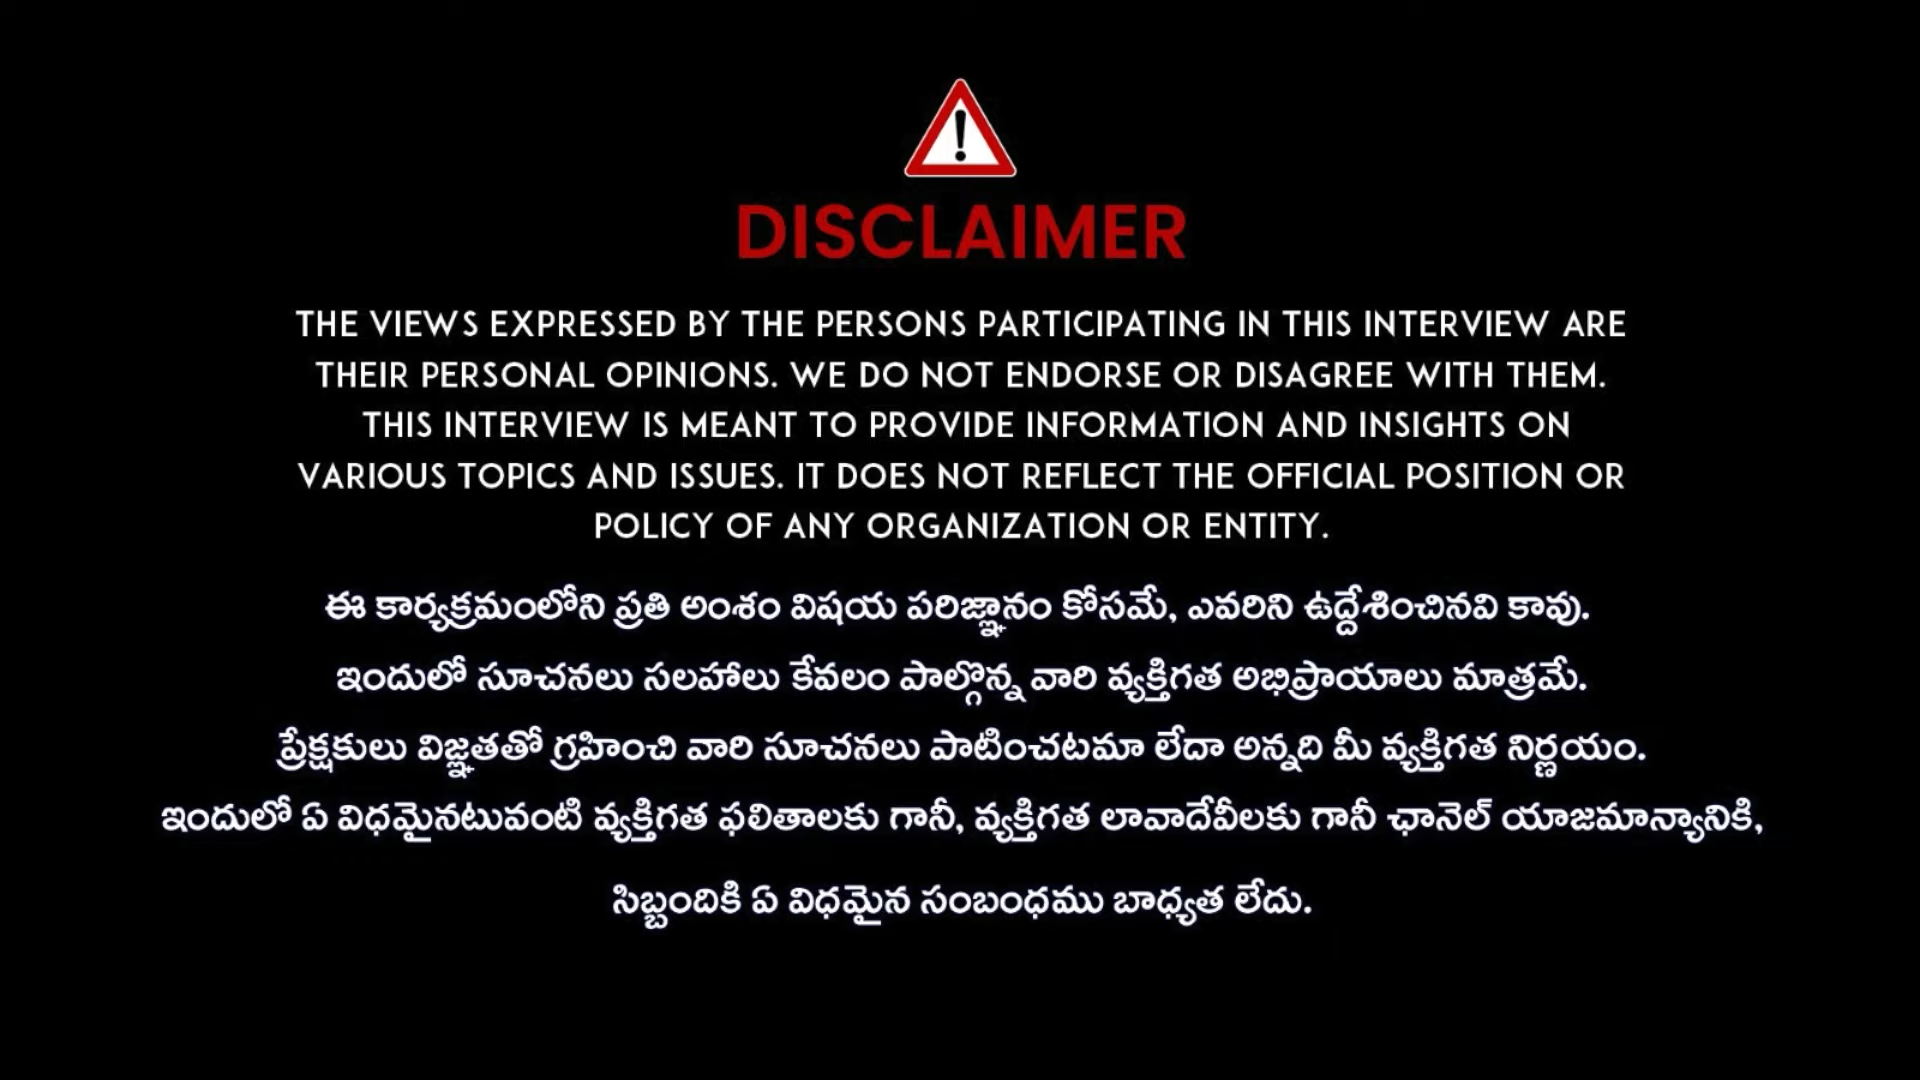 DISCLAIMER
THE VIEWS EXPRESSED BY THE PERSONS PARTICIPATING IN THIS INTERVIEW ARE
THEIR PERSONAL OPINIONS. WE DO NOT ENDORSE OR DISAGREE WITH THEM.
THIS INTERVIEW IS MEANT TO PROVIDE INFORMATION AND INSIGHTS ON
VARIOUS TOPICS AND ISSUES. IT DOES NOT REFLECT THE OFFICIAL POSITION OR
POLICY OF ANY ORGANIZATION OR ENTITY.
ఈ కార్యక్రమంలోని ప్రతి అంశం విషయ పరిజ్ఞానం కోసమే, ఎవరిని ఉద్దేశించినవి కావు.
ఇందులో సూచనలు సలహాలు కేవలం పాల్గొన్న వారి వ్యక్తిగత అభిప్రాయాలు మాత్రమే.
ప్రేక్షకులు విజ్ఞతతో గ్రహించి వారి సూచనలు పాటించటమా లేదా అన్నది మీ వ్యక్తిగత నిర్ణయం.
ఇందులో ఏ విధమైనటువంటి వ్యక్తిగత ఫలితాలకు గానీ, వ్యక్తిగత లావాదేవీలకు గానీ ఛానెల్ యాజమాన్యానికి,
సిబ్బందికి ఏ విధమైన సంబంధము బాధ్యత లేదు.